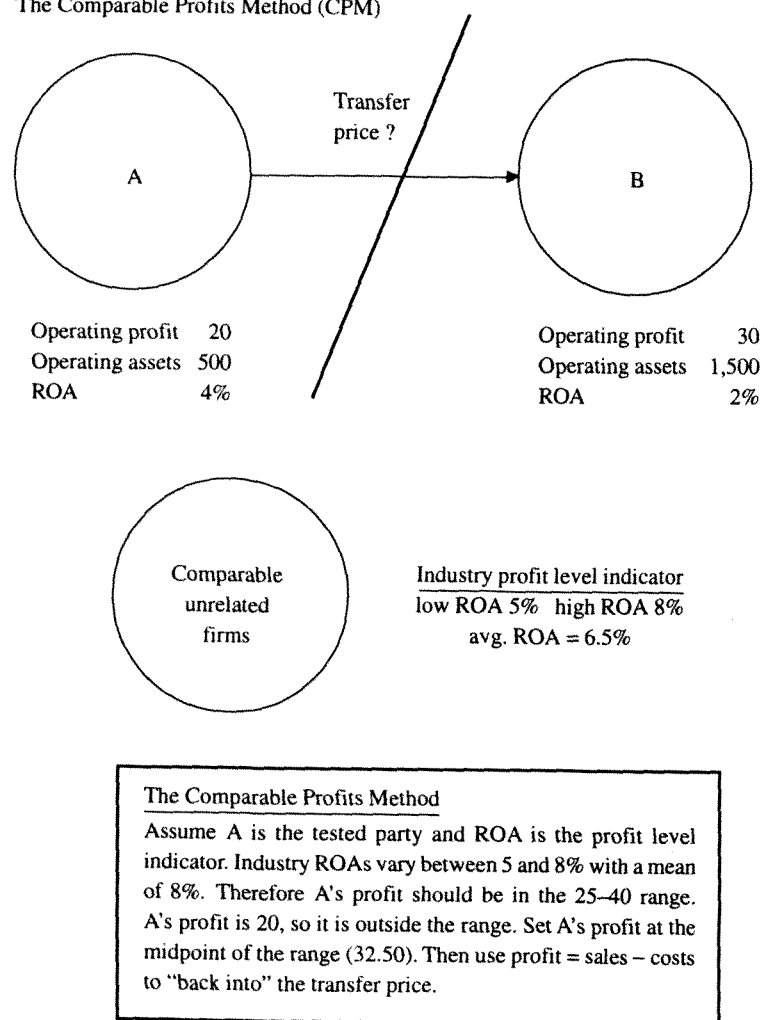 The Comparable Profits Method (CPM)
Transfer
price ?
A
B
Operating profit 20
Operating assets 500
ROA 4%
Operating profit 30
Operating assets 1,500
ROA 2%
Comparable
unrelated
firms
Industry profit level indicator
low ROA 5% high ROA 8%
avg. ROA = 6.5%
The Comparable Profits Method
Assume A is the tested party and ROA is the profit level
indicator. Industry ROAs vary between 5 and 8% with a mean
of 8%. Therefore A's profit should be in the 25–40 range.
A's profit is 20, so it is outside the range. Set A's profit at the
midpoint of the range (32.50). Then use profit = sales – costs
to “back into” the transfer price.